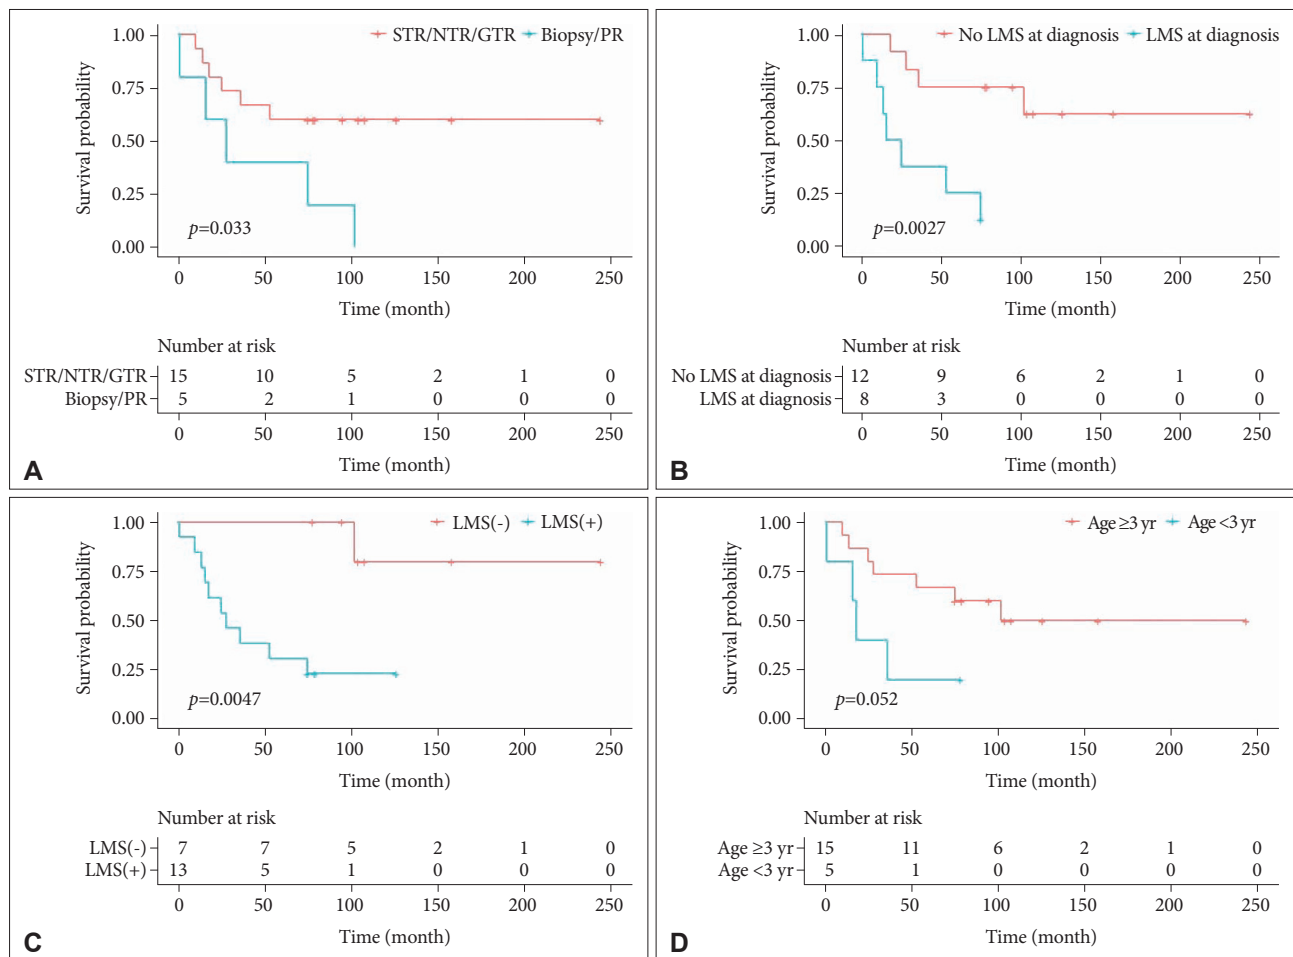 STR/NTR/GTR Biopsy/PR
1.00
0.75
0.50
0.25
0.00
Survival probability
p=0.033
0 50 100 150 200 250
Time (month)
Number at risk
STR/NTR/GTR 15 10 5 2 1 0
Biopsy/PR 5 2 1 0 0 0
0 50 100 150 200 250
Time (month)
A
No LMS at diagnosis LMS at diagnosis
1.00
0.75
0.50
0.25
0.00
Survival probability
p=0.0027
0 50 100 150 200 250
Time (month)
Number at risk
No LMS at diagnosis 12 9 6 2 1 0
LMS at diagnosis 8 3 0 0 0 0
0 50 100 150 200 250
Time (month)
B
LMS(-) LMS(+)
1.00
0.75
0.50
0.25
0.00
Survival probability
p=0.0047
0 50 100 150 200 250
Time (month)
Number at risk
LMS(-) 7 7 5 2 1 0
LMS(+) 13 5 1 0 0 0
0 50 100 150 200 250
Time (month)
C
Age ≥3 yr Age <3 yr
1.00
0.75
0.50
0.25
0.00
Survival probability
p=0.052
0 50 100 150 200 250
Time (month)
Number at risk
Age ≥3 yr 15 11 6 2 1 0
Age <3 yr 5 1 0 0 0 0
0 50 100 150 200 250
Time (month)
D